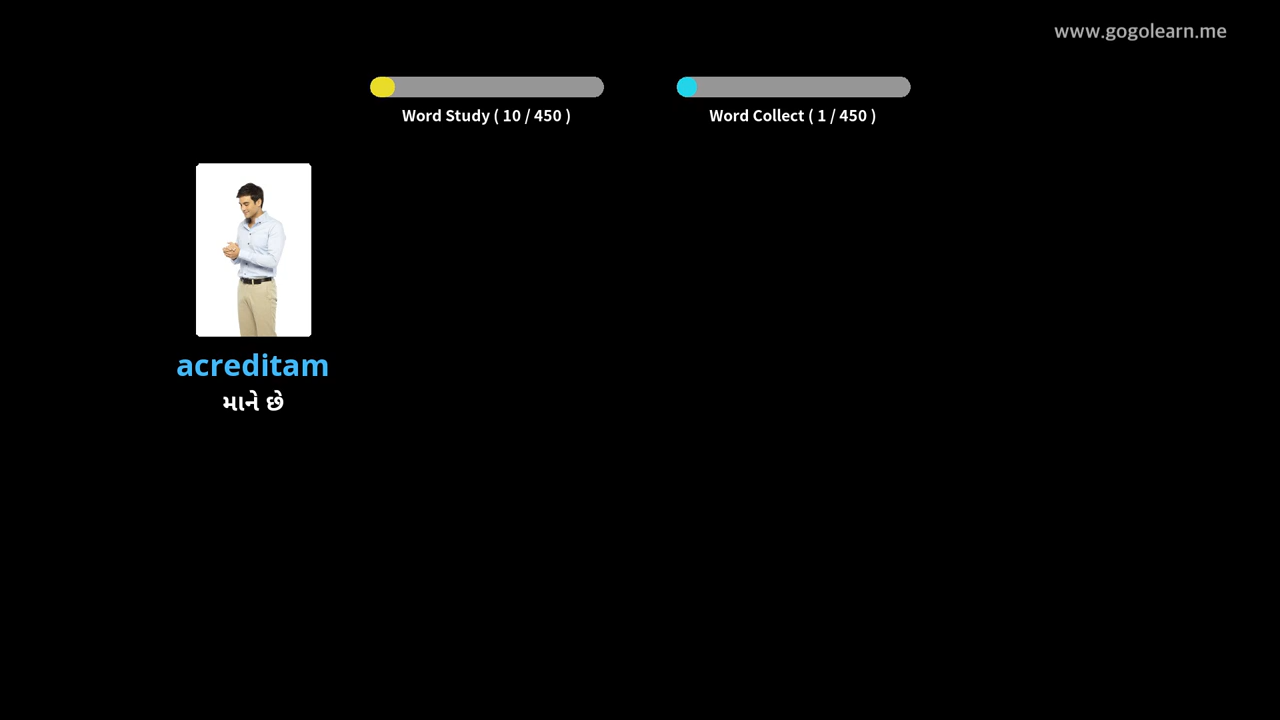 www.gogolearn.me
Word Study ( 10 / 450 )
Word Collect ( 1 / 450 )
acreditam
માને છે